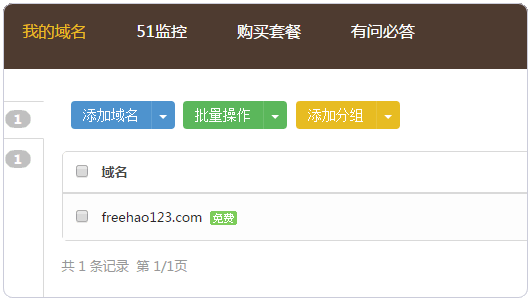 我的域名 51监控 购买套餐 有问必答
1
添加域名 批量操作 添加分组
1
域名
freehao123.com 免费
共 1 条记录 第 1/1页